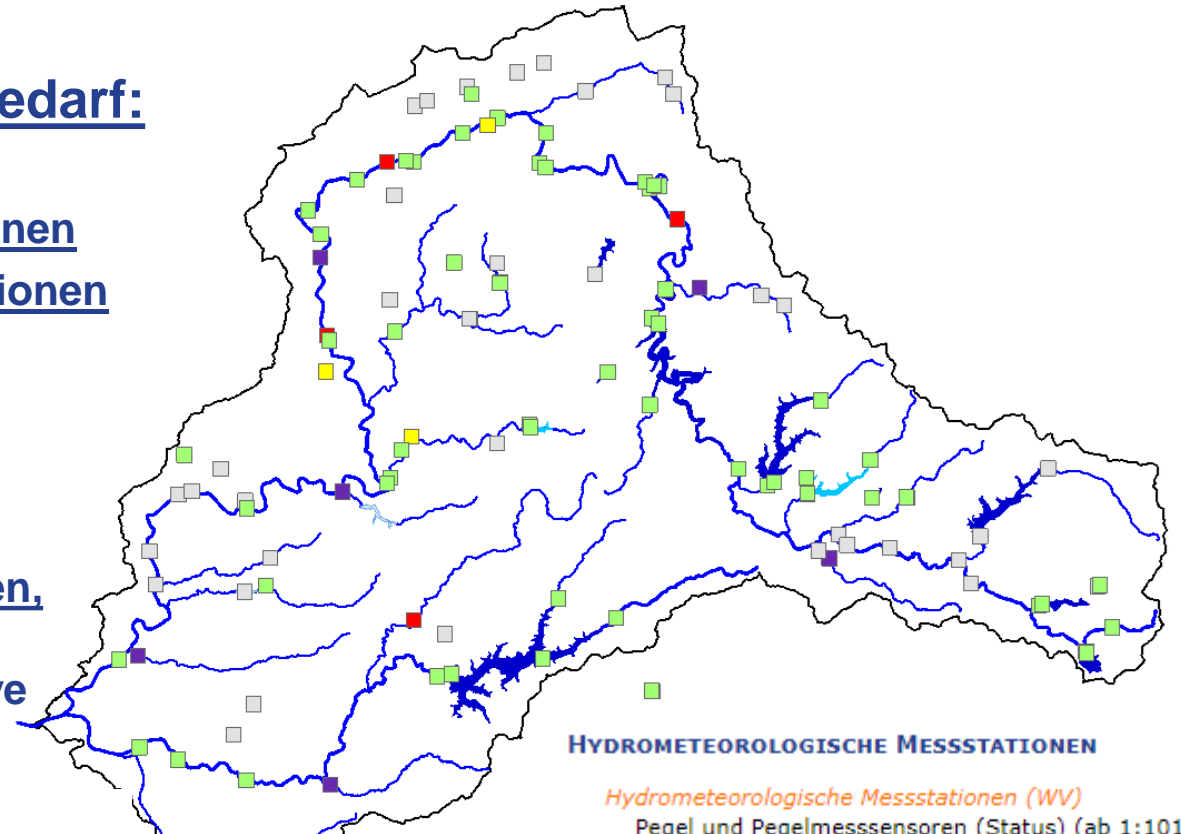 edarf:
nen
ionen
en,
ve
HYDROMETEOROLOGISCHE MESSSTATIONEN
Hydrometeorologische Messstationen (WV)
Pegel und Pegelmesssensoren (Status) (ab 1:101